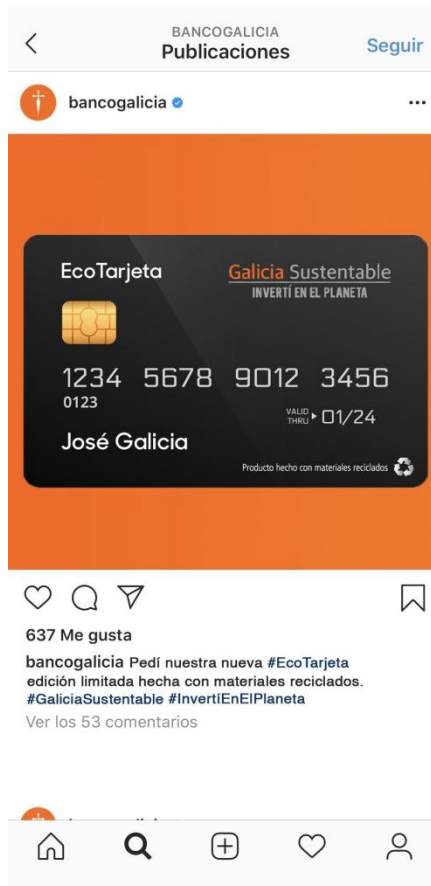 BANCOGALICIA
Publicaciones
Seguir
bancogalicia
EcoTarjeta
Galicia Sustentable
INVERTÍ EN EL PLANETA
1234 5678 9012 3456
0123
VALID THRU 01/24
José Galicia
Producto hecho con materiales reciclados
637 Me gusta
bancogalicia Pedí nuestra nueva #EcoTarjeta
edición limitada hecha con materiales reciclados.
#GaliciaSustentable #InvertíEnElPlaneta
Ver los 53 comentarios